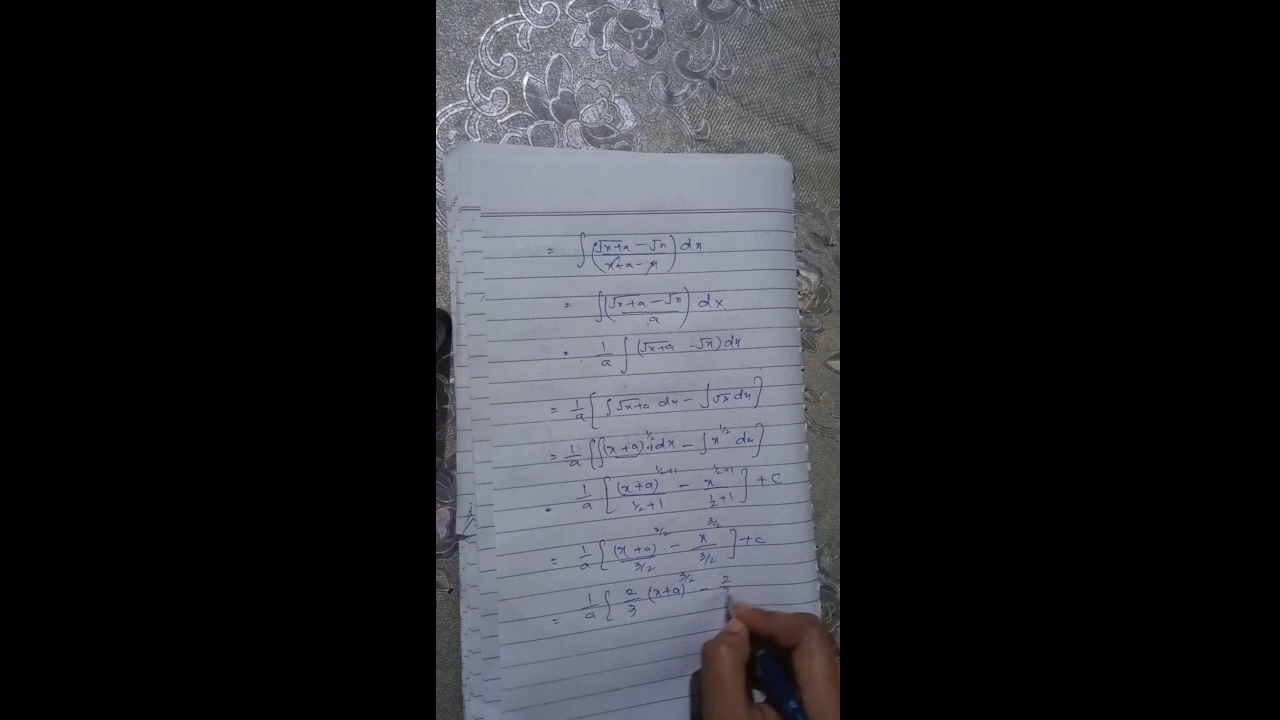 = ∫ ( (√x+a − √x) / (x+a − x) ) dx
= ∫ ( (√x+a − √x) / a ) dx.
= 1/a ∫ (√x+a − √x) dx
= 1/a [ ∫ √x+a dx − ∫ √x dx ]
= 1/a [ ∫ (x+a)^1/2 .1 dx − ∫ x^1/2 dx ]
= 1/a [ (x+a)^1/2+1 / 1/2+1 − x^1/2+1 / 1/2+1 ] + C
= 1/a [ (x+a)^3/2 / 3/2 − x^3/2 / 3/2 ] + C
= 1/a [ 2/3 (x+a)^3/2 − 2